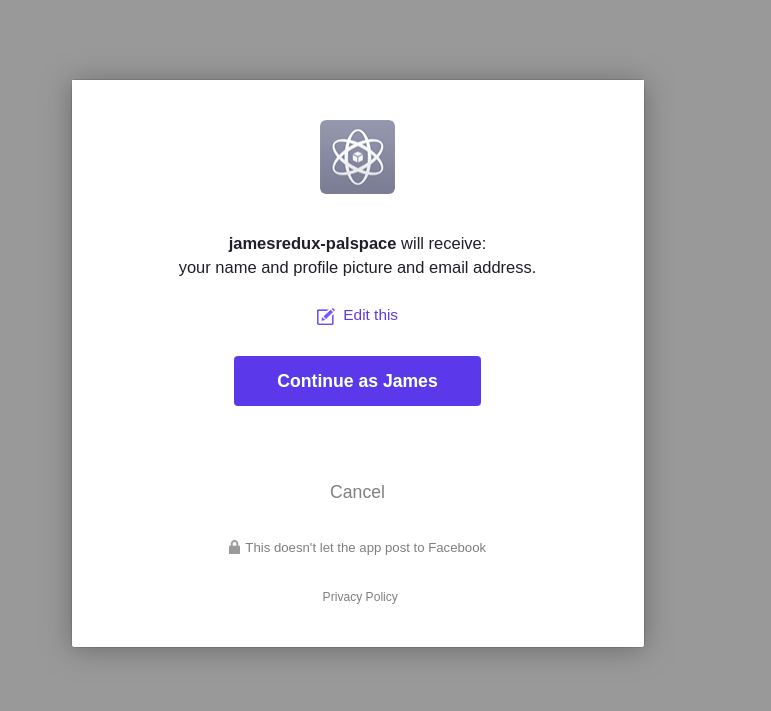 jamesredux-palspace will receive:
your name and profile picture and email address.
Edit this
Continue as James
Cancel
This doesn't let the app post to Facebook
Privacy Policy